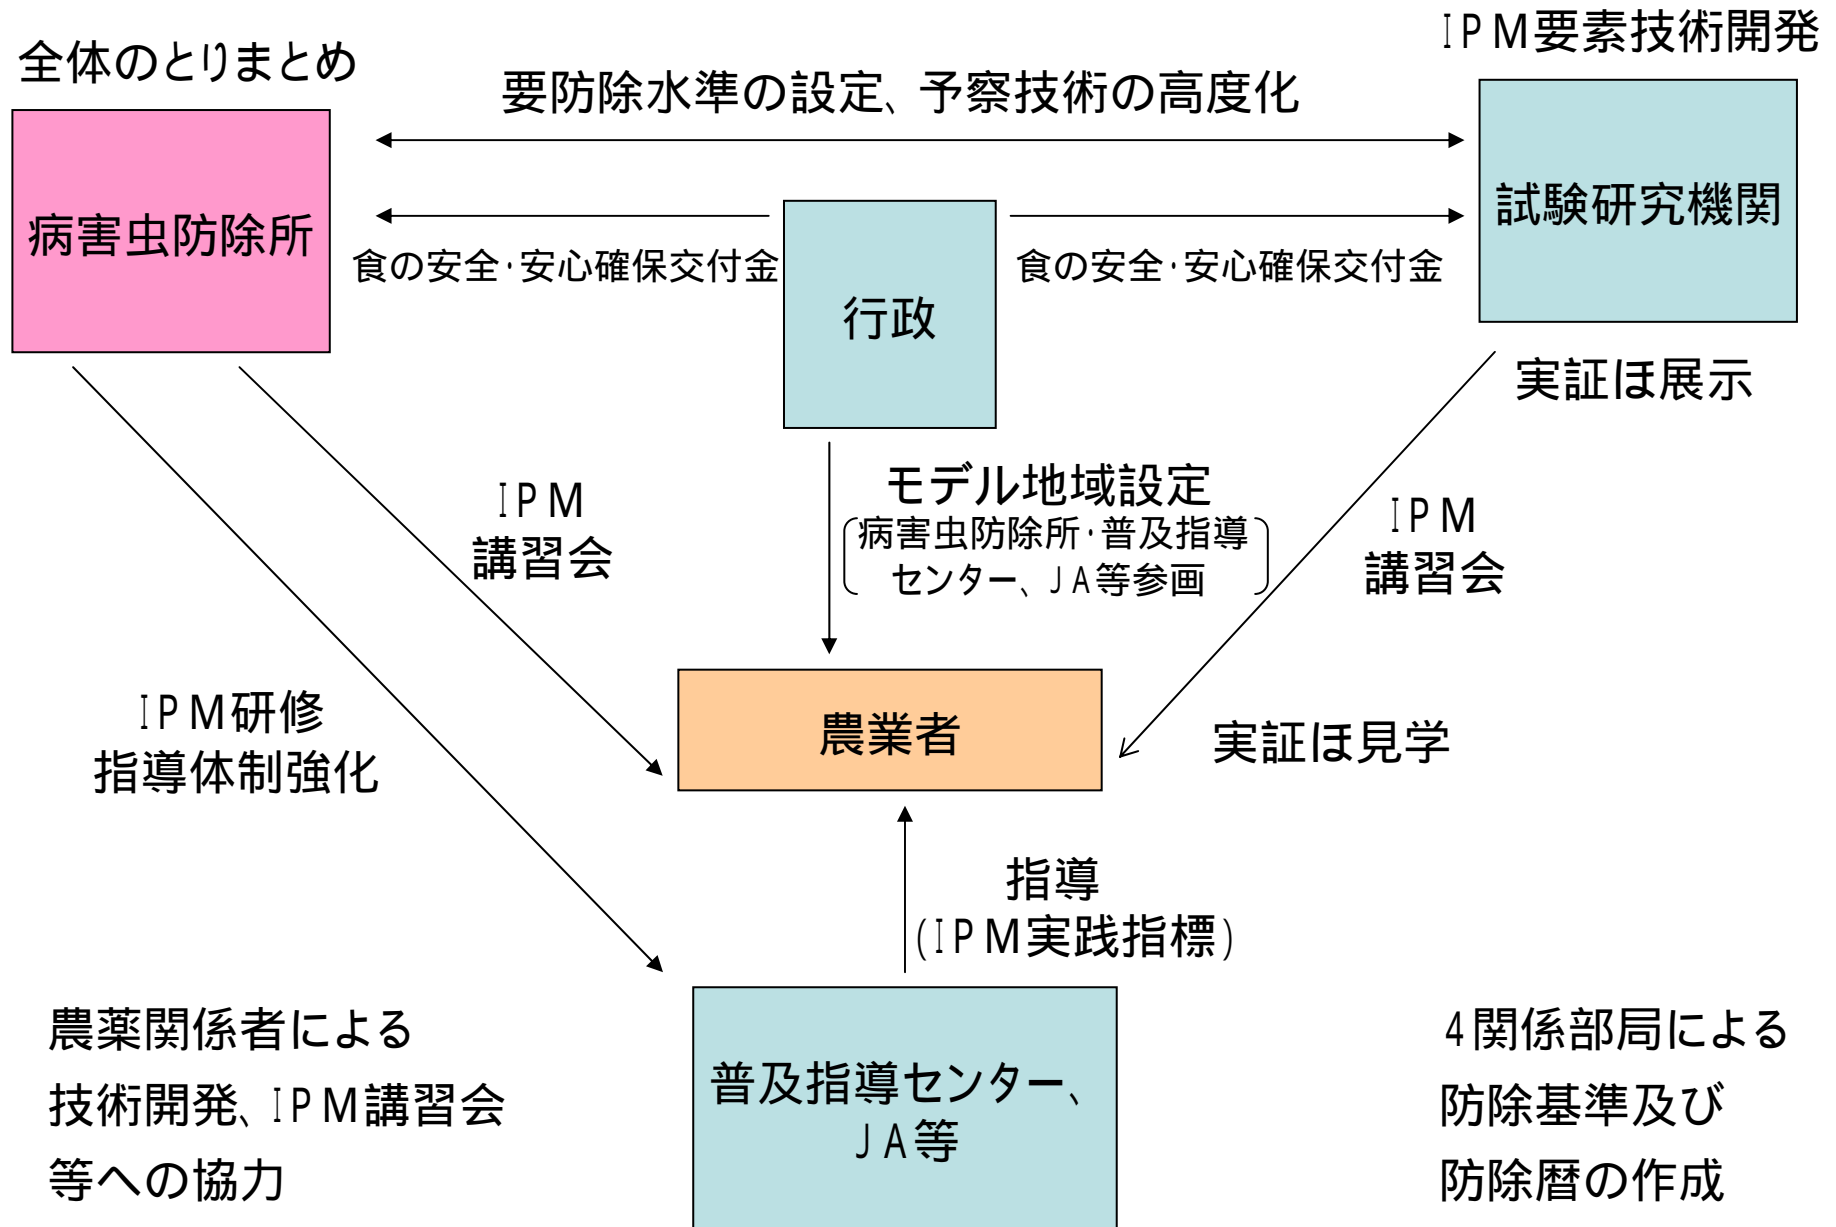 全体のとりまとめ
IPM要素技術開発
要防除水準の設定、予察技術の高度化
病害虫防除所
試験研究機関
食の安全・安心確保交付金
行政
食の安全・安心確保交付金
実証ほ展示
モデル地域設定
病害虫防除所・普及指導
センター、JA等参画
IPM
講習会
IPM
講習会
IPM研修
指導体制強化
農業者
実証ほ見学
指導
(IPM実践指標)
農薬関係者による
技術開発、IPM講習会
等への協力
普及指導センター、
JA等
4関係部局による
防除基準及び
防除暦の作成